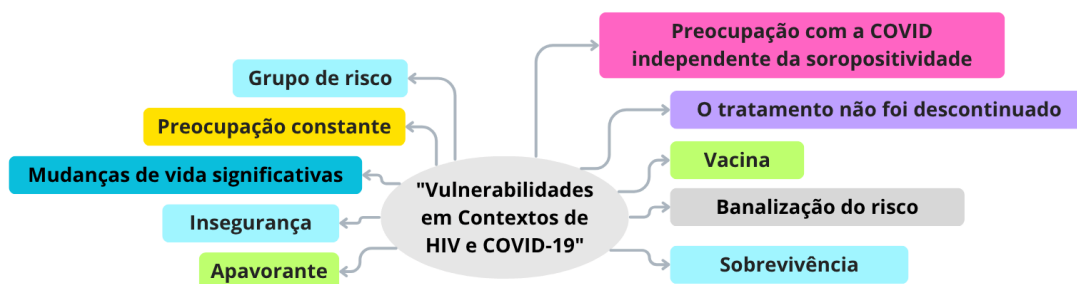 Preocupação com a COVID
independente da soropositividade
Grupo de risco
O tratamento não foi descontinuado
Preocupação constante
Vacina
Mudanças de vida significativas
"Vulnerabilidades
em Contextos de
HIV e COVID-19"
Banalização do risco
Insegurança
Sobrevivência
Apavorante